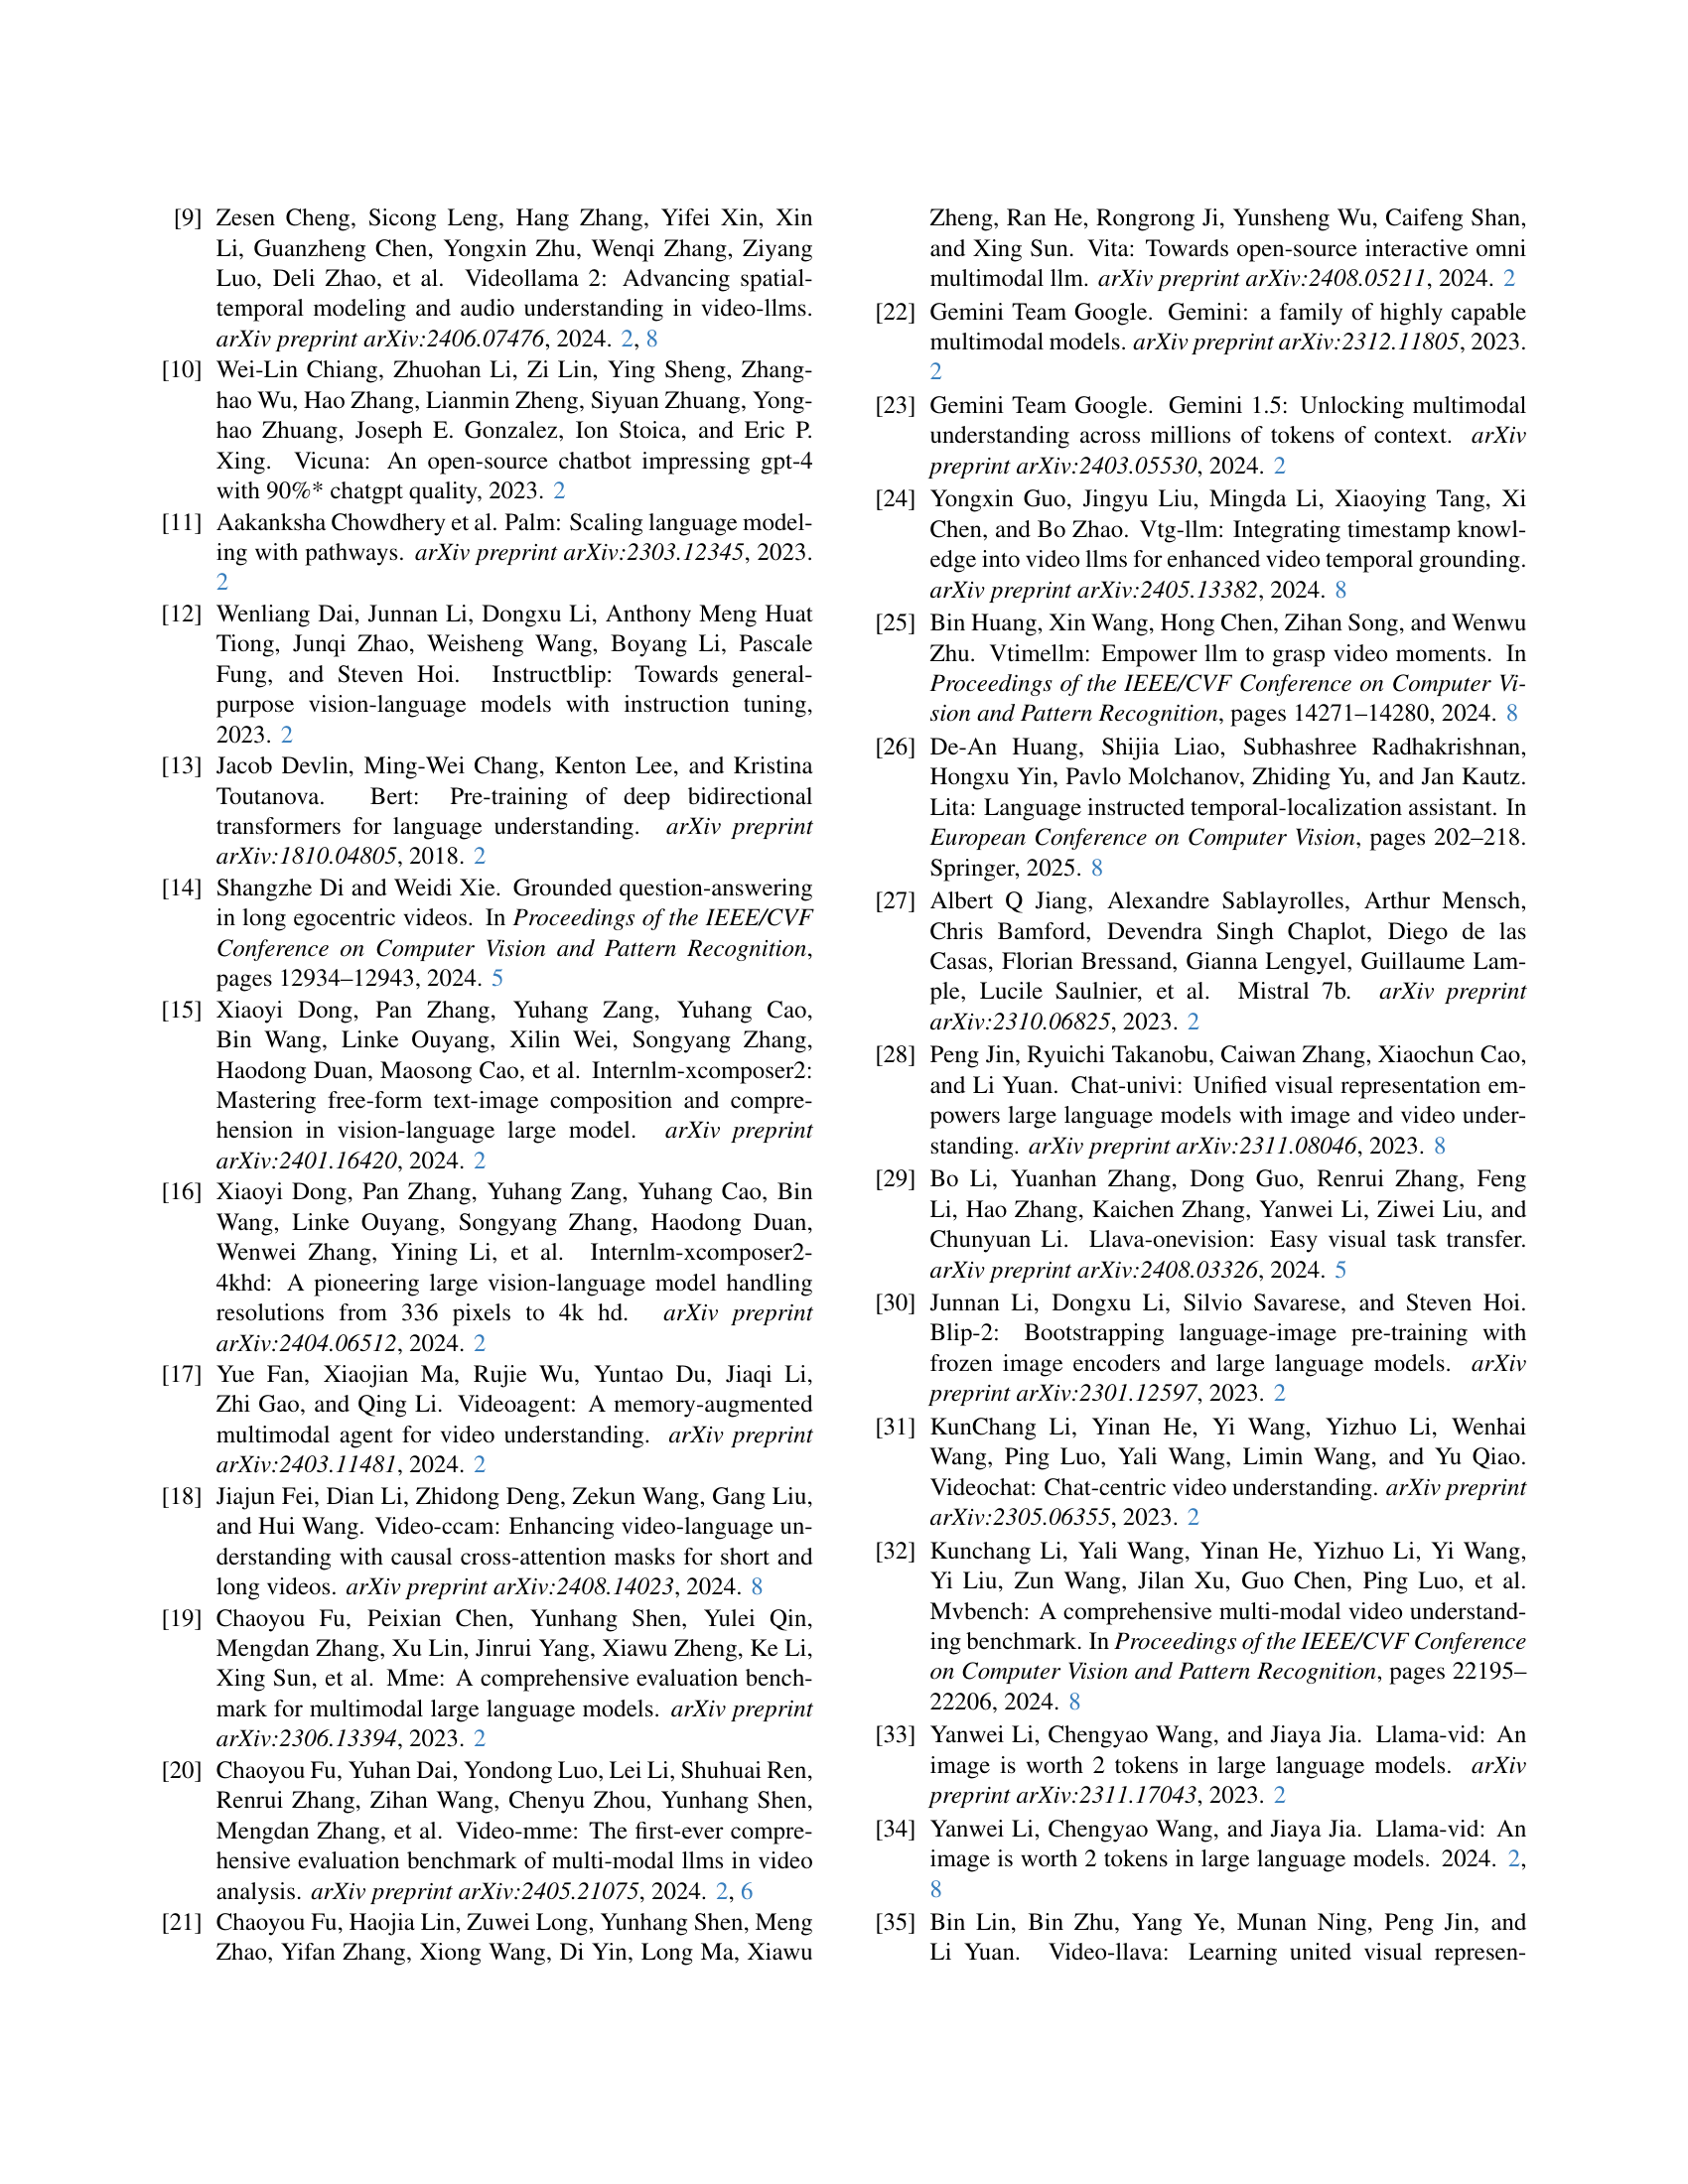 [9] Zesen Cheng, Sicong Leng, Hang Zhang, Yifei Xin, Xin
Li, Guanzheng Chen, Yongxin Zhu, Wenqi Zhang, Ziyang
Luo, Deli Zhao, et al. Videollama 2: Advancing spatial-
temporal modeling and audio understanding in video-llms.
arXiv preprint arXiv:2406.07476, 2024. 2, 8
[10] Wei-Lin Chiang, Zhuohan Li, Zi Lin, Ying Sheng, Zhang-
hao Wu, Hao Zhang, Lianmin Zheng, Siyuan Zhuang, Yong-
hao Zhuang, Joseph E. Gonzalez, Ion Stoica, and Eric P.
Xing. Vicuna: An open-source chatbot impressing gpt-4
with 90%* chatgpt quality, 2023. 2
[11] Aakanksha Chowdhery et al. Palm: Scaling language model-
ing with pathways. arXiv preprint arXiv:2303.12345, 2023.
2
[12] Wenliang Dai, Junnan Li, Dongxu Li, Anthony Meng Huat
Tiong, Junqi Zhao, Weisheng Wang, Boyang Li, Pascale
Fung, and Steven Hoi. Instructblip: Towards general-
purpose vision-language models with instruction tuning,
2023. 2
[13] Jacob Devlin, Ming-Wei Chang, Kenton Lee, and Kristina
Toutanova. Bert: Pre-training of deep bidirectional
transformers for language understanding. arXiv preprint
arXiv:1810.04805, 2018. 2
[14] Shangzhe Di and Weidi Xie. Grounded question-answering
in long egocentric videos. In Proceedings of the IEEE/CVF
Conference on Computer Vision and Pattern Recognition,
pages 12934–12943, 2024. 5
[15] Xiaoyi Dong, Pan Zhang, Yuhang Zang, Yuhang Cao,
Bin Wang, Linke Ouyang, Xilin Wei, Songyang Zhang,
Haodong Duan, Maosong Cao, et al. Internlm-xcomposer2:
Mastering free-form text-image composition and compre-
hension in vision-language large model. arXiv preprint
arXiv:2401.16420, 2024. 2
[16] Xiaoyi Dong, Pan Zhang, Yuhang Zang, Yuhang Cao, Bin
Wang, Linke Ouyang, Songyang Zhang, Haodong Duan,
Wenwei Zhang, Yining Li, et al. Internlm-xcomposer2-
4khd: A pioneering large vision-language model handling
resolutions from 336 pixels to 4k hd. arXiv preprint
arXiv:2404.06512, 2024. 2
[17] Yue Fan, Xiaojian Ma, Rujie Wu, Yuntao Du, Jiaqi Li,
Zhi Gao, and Qing Li. Videoagent: A memory-augmented
multimodal agent for video understanding. arXiv preprint
arXiv:2403.11481, 2024. 2
[18] Jiajun Fei, Dian Li, Zhidong Deng, Zekun Wang, Gang Liu,
and Hui Wang. Video-ccam: Enhancing video-language un-
derstanding with causal cross-attention masks for short and
long videos. arXiv preprint arXiv:2408.14023, 2024. 8
[19] Chaoyou Fu, Peixian Chen, Yunhang Shen, Yulei Qin,
Mengdan Zhang, Xu Lin, Jinrui Yang, Xiawu Zheng, Ke Li,
Xing Sun, et al. Mme: A comprehensive evaluation bench-
mark for multimodal large language models. arXiv preprint
arXiv:2306.13394, 2023. 2
[20] Chaoyou Fu, Yuhan Dai, Yondong Luo, Lei Li, Shuhuai Ren,
Renrui Zhang, Zihan Wang, Chenyu Zhou, Yunhang Shen,
Mengdan Zhang, et al. Video-mme: The first-ever compre-
hensive evaluation benchmark of multi-modal llms in video
analysis. arXiv preprint arXiv:2405.21075, 2024. 2, 6
[21] Chaoyou Fu, Haojia Lin, Zuwei Long, Yunhang Shen, Meng
Zhao, Yifan Zhang, Xiong Wang, Di Yin, Long Ma, Xiawu
Zheng, Ran He, Rongrong Ji, Yunsheng Wu, Caifeng Shan,
and Xing Sun. Vita: Towards open-source interactive omni
multimodal llm. arXiv preprint arXiv:2408.05211, 2024. 2
[22] Gemini Team Google. Gemini: a family of highly capable
multimodal models. arXiv preprint arXiv:2312.11805, 2023.
2
[23] Gemini Team Google. Gemini 1.5: Unlocking multimodal
understanding across millions of tokens of context. arXiv
preprint arXiv:2403.05530, 2024. 2
[24] Yongxin Guo, Jingyu Liu, Mingda Li, Xiaoying Tang, Xi
Chen, and Bo Zhao. Vtg-llm: Integrating timestamp knowl-
edge into video llms for enhanced video temporal grounding.
arXiv preprint arXiv:2405.13382, 2024. 8
[25] Bin Huang, Xin Wang, Hong Chen, Zihan Song, and Wenwu
Zhu. Vtimellm: Empower llm to grasp video moments. In
Proceedings of the IEEE/CVF Conference on Computer Vi-
sion and Pattern Recognition, pages 14271–14280, 2024. 8
[26] De-An Huang, Shijia Liao, Subhashree Radhakrishnan,
Hongxu Yin, Pavlo Molchanov, Zhiding Yu, and Jan Kautz.
Lita: Language instructed temporal-localization assistant. In
European Conference on Computer Vision, pages 202–218.
Springer, 2025. 8
[27] Albert Q Jiang, Alexandre Sablayrolles, Arthur Mensch,
Chris Bamford, Devendra Singh Chaplot, Diego de las
Casas, Florian Bressand, Gianna Lengyel, Guillaume Lam-
ple, Lucile Saulnier, et al. Mistral 7b. arXiv preprint
arXiv:2310.06825, 2023. 2
[28] Peng Jin, Ryuichi Takanobu, Caiwan Zhang, Xiaochun Cao,
and Li Yuan. Chat-univi: Unified visual representation em-
powers large language models with image and video under-
standing. arXiv preprint arXiv:2311.08046, 2023. 8
[29] Bo Li, Yuanhan Zhang, Dong Guo, Renrui Zhang, Feng
Li, Hao Zhang, Kaichen Zhang, Yanwei Li, Ziwei Liu, and
Chunyuan Li. Llava-onevision: Easy visual task transfer.
arXiv preprint arXiv:2408.03326, 2024. 5
[30] Junnan Li, Dongxu Li, Silvio Savarese, and Steven Hoi.
Blip-2: Bootstrapping language-image pre-training with
frozen image encoders and large language models. arXiv
preprint arXiv:2301.12597, 2023. 2
[31] KunChang Li, Yinan He, Yi Wang, Yizhuo Li, Wenhai
Wang, Ping Luo, Yali Wang, Limin Wang, and Yu Qiao.
Videochat: Chat-centric video understanding. arXiv preprint
arXiv:2305.06355, 2023. 2
[32] Kunchang Li, Yali Wang, Yinan He, Yizhuo Li, Yi Wang,
Yi Liu, Zun Wang, Jilan Xu, Guo Chen, Ping Luo, et al.
Mvbench: A comprehensive multi-modal video understand-
ing benchmark. In Proceedings of the IEEE/CVF Conference
on Computer Vision and Pattern Recognition, pages 22195–
22206, 2024. 8
[33] Yanwei Li, Chengyao Wang, and Jiaya Jia. Llama-vid: An
image is worth 2 tokens in large language models. arXiv
preprint arXiv:2311.17043, 2023. 2
[34] Yanwei Li, Chengyao Wang, and Jiaya Jia. Llama-vid: An
image is worth 2 tokens in large language models. 2024. 2,
8
[35] Bin Lin, Bin Zhu, Yang Ye, Munan Ning, Peng Jin, and
Li Yuan. Video-llava: Learning united visual represen-